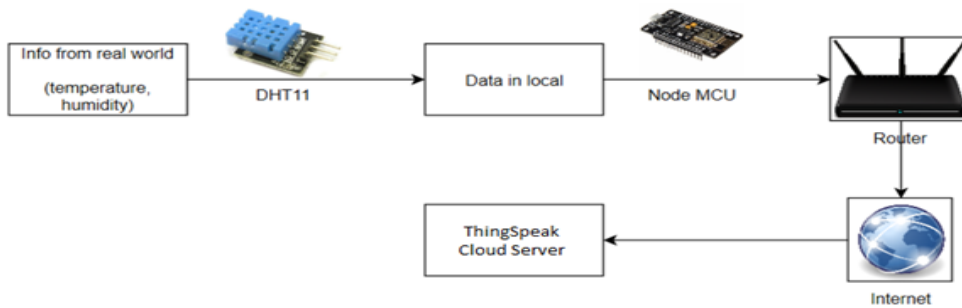 Info from real world
(temperature,
humidity)
DHT11
Data in local
Node MCU
Router
ThingSpeak
Cloud Server
Internet